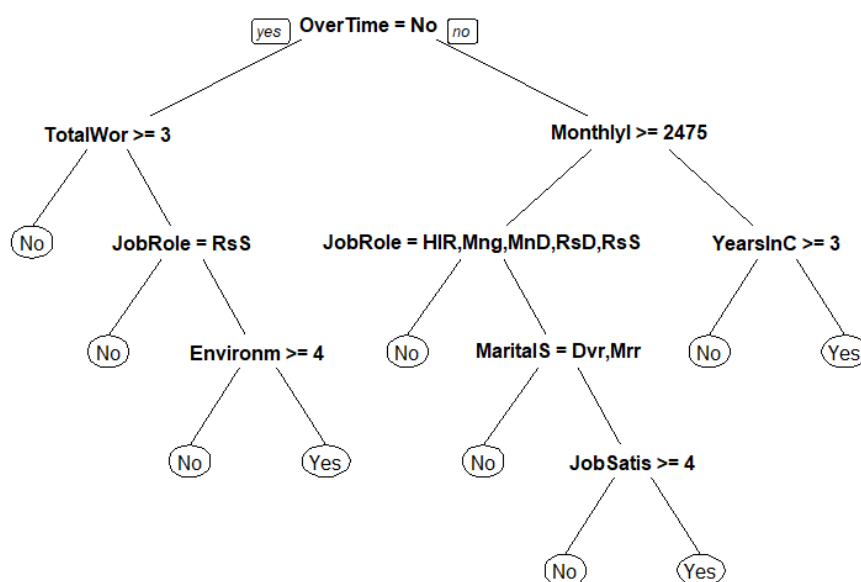 yes OverTime = No no
TotalWor >= 3 MonthlyI >= 2475
No JobRole = RsS JobRole = HlR,Mng,MnD,RsD,RsS YearsInC >= 3
No Environm >= 4 No MaritalS = Dvr,Mrr No Yes
No Yes No JobSatis >= 4
No Yes